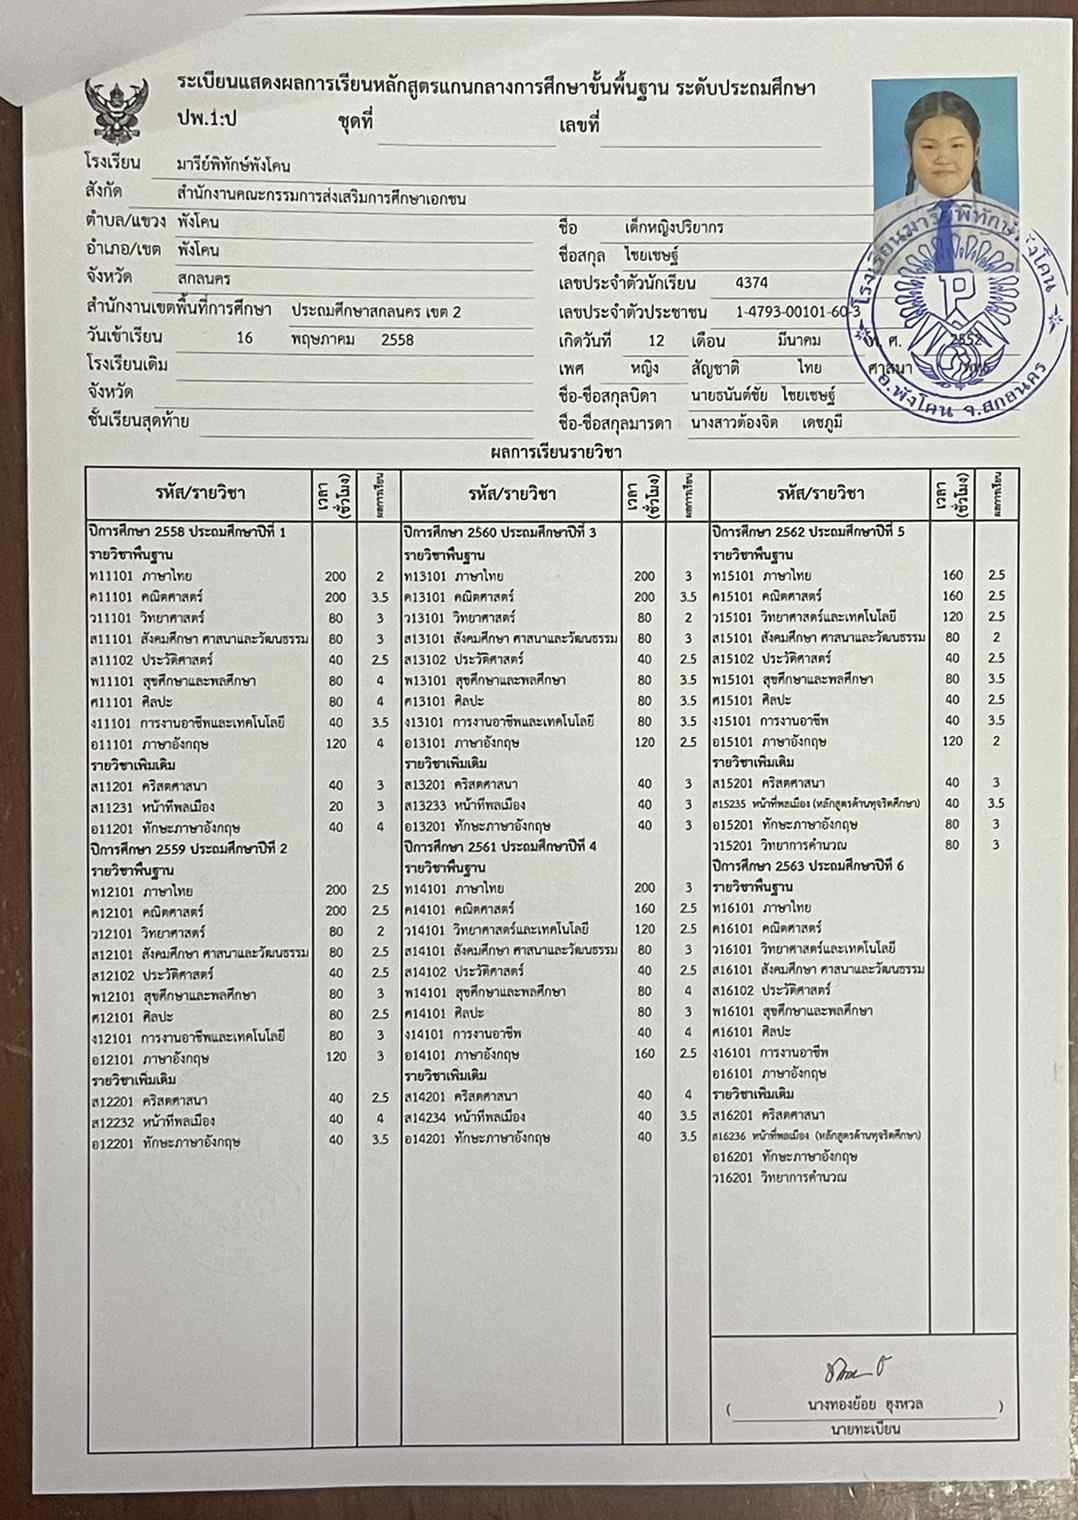 ระเบียนแสดงผลการเรียนหลักสูตรแกนกลางการศึกษาขั้นพื้นฐาน ระดับประถมศึกษา
ปพ.1:ป ชุดที่ เลขที่
โรงเรียน มารีย์พิทักษ์พังโคน
สังกัด สำนักงานคณะกรรมการส่งเสริมการศึกษาเอกชน
ตำบล/แขวง พังโคน
อำเภอ/เขต พังโคน
จังหวัด สกลนคร
สำนักงานเขตพื้นที่การศึกษา ประถมศึกษาสกลนคร เขต 2
วันเข้าเรียน 16 พฤษภาคม 2558
โรงเรียนเดิม
จังหวัด
ชั้นเรียนสุดท้าย
ชื่อ เด็กหญิงปริยากร
ชื่อสกุล ไชยเชษฐ์
เลขประจำตัวนักเรียน 4374
เลขประจำตัวประชาชน 1-4793-00101-60-3
เกิดวันที่ 12 เดือน มีนาคม พ. ศ. 2552
เพศ หญิง สัญชาติ ไทย ศาสนา พุทธ
ชื่อ-ชื่อสกุลบิดา นายธนันต์ชัย ไชยเชษฐ์
ชื่อ-ชื่อสกุลมารดา นางสาวต้องจิต เดชภูมี
โรงเรียนมารีย์พิทักษ์พังโคน
อ.พังโคน จ.สกลนคร
ผลการเรียนรายวิชา
รหัส/รายวิชา เวลา (ชั่วโมง) ผลการเรียน
ปีการศึกษา 2558 ประถมศึกษาปีที่ 1
รายวิชาพื้นฐาน
ท11101 ภาษาไทย 200 2
ค11101 คณิตศาสตร์ 200 3.5
ว11101 วิทยาศาสตร์ 80 3
ส11101 สังคมศึกษา ศาสนาและวัฒนธรรม 80 3
ส11102 ประวัติศาสตร์ 40 2.5
พ11101 สุขศึกษาและพลศึกษา 80 4
ศ11101 ศิลปะ 80 4
ง11101 การงานอาชีพและเทคโนโลยี 40 3.5
อ11101 ภาษาอังกฤษ 120 4
รายวิชาเพิ่มเติม
ส11201 คริสตศาสนา 40 3
ส11231 หน้าที่พลเมือง 20 3
อ11201 ทักษะภาษาอังกฤษ 40 4
ปีการศึกษา 2559 ประถมศึกษาปีที่ 2
รายวิชาพื้นฐาน
ท12101 ภาษาไทย 200 2.5
ค12101 คณิตศาสตร์ 200 2.5
ว12101 วิทยาศาสตร์ 80 2
ส12101 สังคมศึกษา ศาสนาและวัฒนธรรม 80 2.5
ส12102 ประวัติศาสตร์ 40 2.5
พ12101 สุขศึกษาและพลศึกษา 80 3
ศ12101 ศิลปะ 80 2.5
ง12101 การงานอาชีพและเทคโนโลยี 80 3
อ12101 ภาษาอังกฤษ 120 3
รายวิชาเพิ่มเติม
ส12201 คริสตศาสนา 40 2.5
ส12232 หน้าที่พลเมือง 40 4
อ12201 ทักษะภาษาอังกฤษ 40 3.5
รหัส/รายวิชา เวลา (ชั่วโมง) ผลการเรียน
ปีการศึกษา 2560 ประถมศึกษาปีที่ 3
รายวิชาพื้นฐาน
ท13101 ภาษาไทย 200 3
ค13101 คณิตศาสตร์ 200 3.5
ว13101 วิทยาศาสตร์ 80 2
ส13101 สังคมศึกษา ศาสนาและวัฒนธรรม 80 3
ส13102 ประวัติศาสตร์ 40 2.5
พ13101 สุขศึกษาและพลศึกษา 80 3.5
ศ13101 ศิลปะ 80 3.5
ง13101 การงานอาชีพและเทคโนโลยี 80 3.5
อ13101 ภาษาอังกฤษ 120 2.5
รายวิชาเพิ่มเติม
ส13201 คริสตศาสนา 40 3
ส13233 หน้าที่พลเมือง 40 3
อ13201 ทักษะภาษาอังกฤษ 40 3
ปีการศึกษา 2561 ประถมศึกษาปีที่ 4
รายวิชาพื้นฐาน
ท14101 ภาษาไทย 200 3
ค14101 คณิตศาสตร์ 160 2.5
ว14101 วิทยาศาสตร์และเทคโนโลยี 120 2.5
ส14101 สังคมศึกษา ศาสนาและวัฒนธรรม 80 3
ส14102 ประวัติศาสตร์ 40 2.5
พ14101 สุขศึกษาและพลศึกษา 80 4
ศ14101 ศิลปะ 80 3
ง14101 การงานอาชีพ 40 4
อ14101 ภาษาอังกฤษ 160 2.5
รายวิชาเพิ่มเติม
ส14201 คริสตศาสนา 40 4
ส14234 หน้าที่พลเมือง 40 3.5
อ14201 ทักษะภาษาอังกฤษ 40 3.5
รหัส/รายวิชา เวลา (ชั่วโมง) ผลการเรียน
ปีการศึกษา 2562 ประถมศึกษาปีที่ 5
รายวิชาพื้นฐาน
ท15101 ภาษาไทย 160 2.5
ค15101 คณิตศาสตร์ 160 2.5
ว15101 วิทยาศาสตร์และเทคโนโลยี 120 2.5
ส15101 สังคมศึกษา ศาสนาและวัฒนธรรม 80 2
ส15102 ประวัติศาสตร์ 40 2.5
พ15101 สุขศึกษาและพลศึกษา 80 3.5
ศ15101 ศิลปะ 40 2.5
ง15101 การงานอาชีพ 40 3.5
อ15101 ภาษาอังกฤษ 120 2
รายวิชาเพิ่มเติม
ส15201 คริสตศาสนา 40 3
ส15235 หน้าที่พลเมือง (หลักสูตรต้านทุจริตศึกษา) 40 3.5
อ15201 ทักษะภาษาอังกฤษ 80 3
ว15201 วิทยาการคำนวณ 80 3
ปีการศึกษา 2563 ประถมศึกษาปีที่ 6
รายวิชาพื้นฐาน
ท16101 ภาษาไทย
ค16101 คณิตศาสตร์
ว16101 วิทยาศาสตร์และเทคโนโลยี
ส16101 สังคมศึกษา ศาสนาและวัฒนธรรม
ส16102 ประวัติศาสตร์
พ16101 สุขศึกษาและพลศึกษา
ศ16101 ศิลปะ
ง16101 การงานอาชีพ
อ16101 ภาษาอังกฤษ
รายวิชาเพิ่มเติม
ส16201 คริสตศาสนา
ส16236 หน้าที่พลเมือง (หลักสูตรต้านทุจริตศึกษา)
อ16201 ทักษะภาษาอังกฤษ
ว16201 วิทยาการคำนวณ
( นางทองย้อย ฮุงหวล )
นายทะเบียน